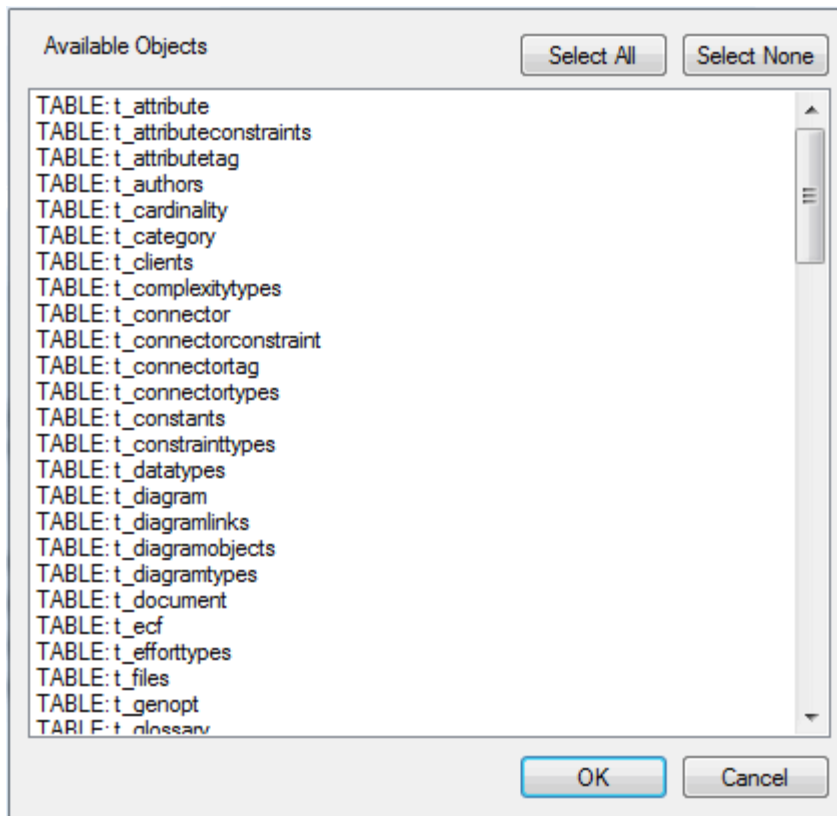 Available Objects
Select All
Select None
TABLE: t_attribute
TABLE: t_attributeconstraints
TABLE: t_attributetag
TABLE: t_authors
TABLE: t_cardinality
TABLE: t_category
TABLE: t_clients
TABLE: t_complexitytypes
TABLE: t_connector
TABLE: t_connectorconstraint
TABLE: t_connectortag
TABLE: t_connectortypes
TABLE: t_constants
TABLE: t_constrainttypes
TABLE: t_datatypes
TABLE: t_diagram
TABLE: t_diagramlinks
TABLE: t_diagramobjects
TABLE: t_diagramtypes
TABLE: t_document
TABLE: t_ecf
TABLE: t_efforttypes
TABLE: t_files
TABLE: t_genopt
TABLE: t_glossary
OK
Cancel